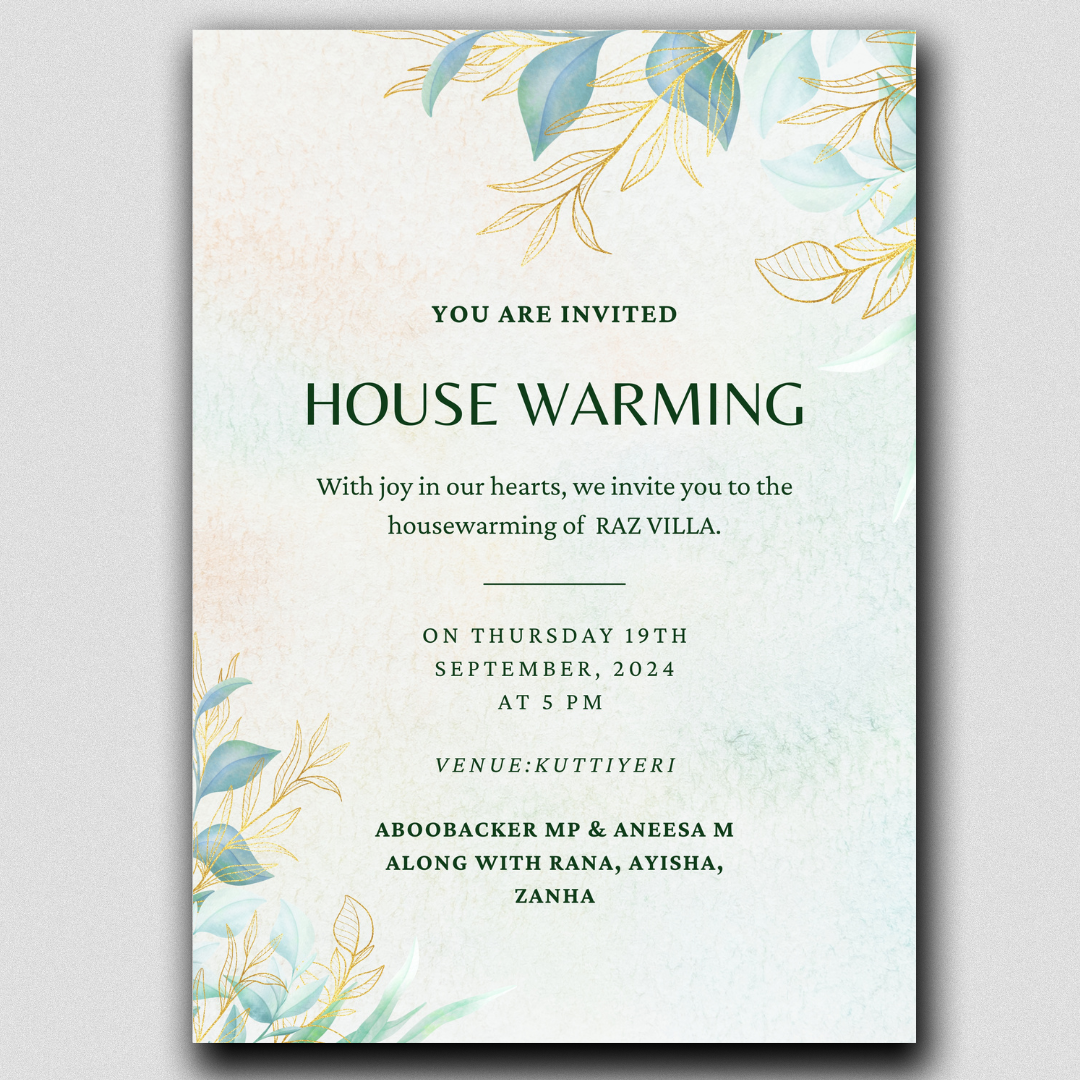 YOU ARE INVITED
HOUSE WARMING
With joy in our hearts, we invite you to the
housewarming of RAZ VILLA.
ON THURSDAY 19TH
SEPTEMBER, 2024
AT 5 PM
VENUE:KUTTIYERI
ABOOBACKER MP & ANEESA M
ALONG WITH RANA, AYISHA,
ZANHA